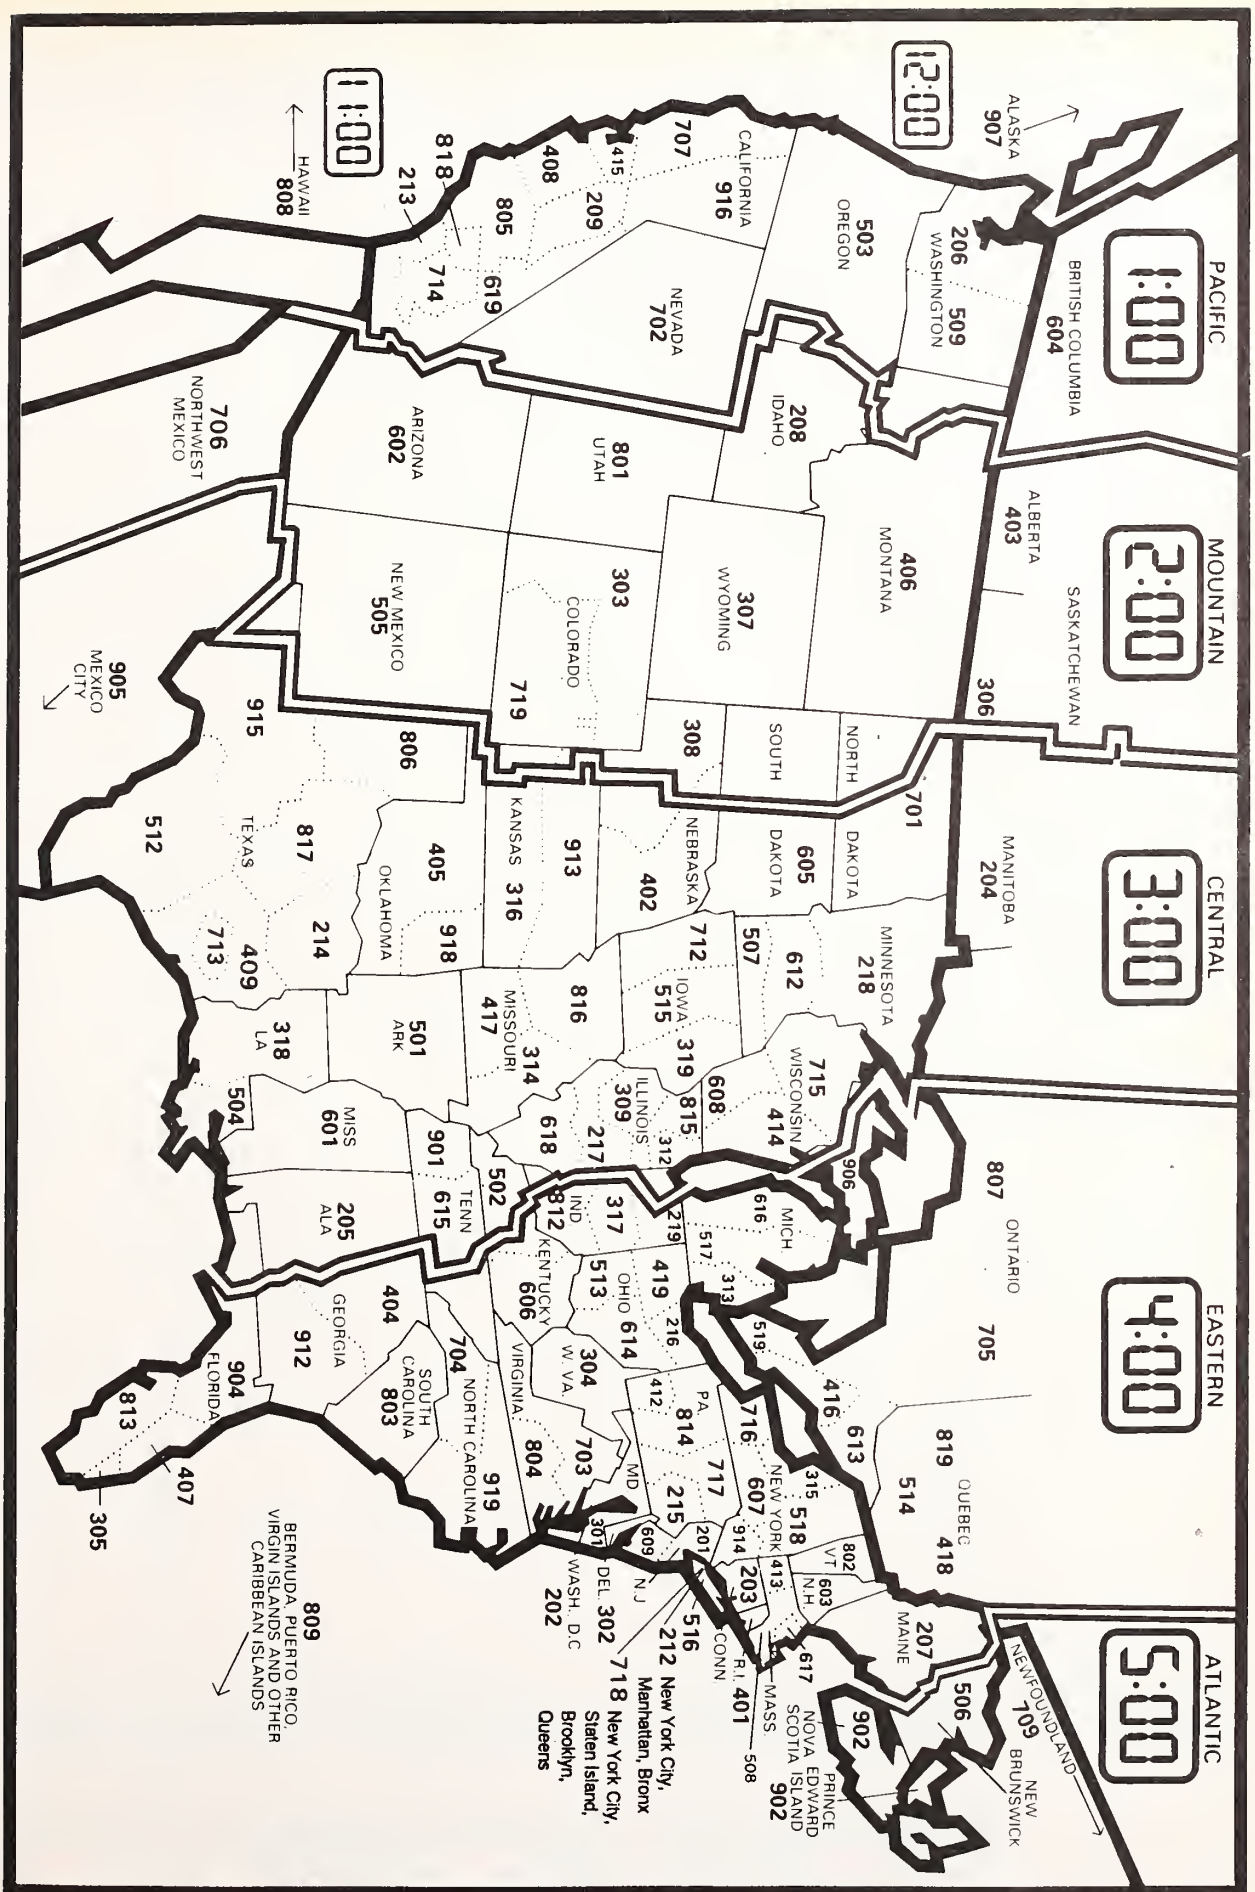 PACIFIC
1:00
MOUNTAIN
2:00
CENTRAL
3:00
EASTERN
4:00
ATLANTIC
5:00
ALASKA
907
12:00
11:00
HAWAII
808
BRITISH COLUMBIA
604
ALBERTA
403
SASKATCHEWAN
306
MANITOBA
204
807
ONTARIO
705
519
416
613
819
QUEBEC
514
418
NEWFOUNDLAND
709
NEW
BRUNSWICK
506
902
PRINCE
NOVA EDWARD
SCOTIA ISLAND
902
206
WASHINGTON
509
503
OREGON
CALIFORNIA
916
707
415
209
408
805
818
213
619
714
NEVADA
702
208
IDAHO
406
MONTANA
307
WYOMING
801
UTAH
303
COLORADO
719
ARIZONA
602
NEW MEXICO
505
706
NORTHWEST
MEXICO
905
MEXICO
CITY
701
NORTH DAKOTA
SOUTH DAKOTA
605
308
NEBRASKA
402
913
KANSAS 316
405
918
OKLAHOMA
806
915
817
TEXAS
214
512
409
713
MINNESOTA
218
612
507
712
IOWA
515
319
816
MISSOURI
417
314
501
ARK
318
LA
504
715
WISCONSIN
608
414
815
312
ILLINOIS
309
217
618
906
616
MICH
517
313
219
317
IND
812
419
216
OHIO
513
614
502
KENTUCKY
606
901
TENN
615
MISS
601
205
ALA
404
GEORGIA
912
904
FLORIDA
813
407
305
SOUTH
CAROLINA
803
704
NORTH CAROLINA
919
VIRGINIA
804
703
304
W. VA.
MD
301
PA.
412
814
717
215
716
NEW YORK
315
607
518
914
516
212 New York City,
Manhattan, Bronx
718 New York City,
Staten Island,
Brooklyn,
Queens
N.J
201
609
DEL. 302
WASH. D.C
202
CONN.
203
R.I. 401
MASS.
413
617
508
802
VT
603
N.H.
207
MAINE
809
BERMUDA, PUERTO RICO,
VIRGIN ISLANDS AND OTHER
CARIBBEAN ISLANDS